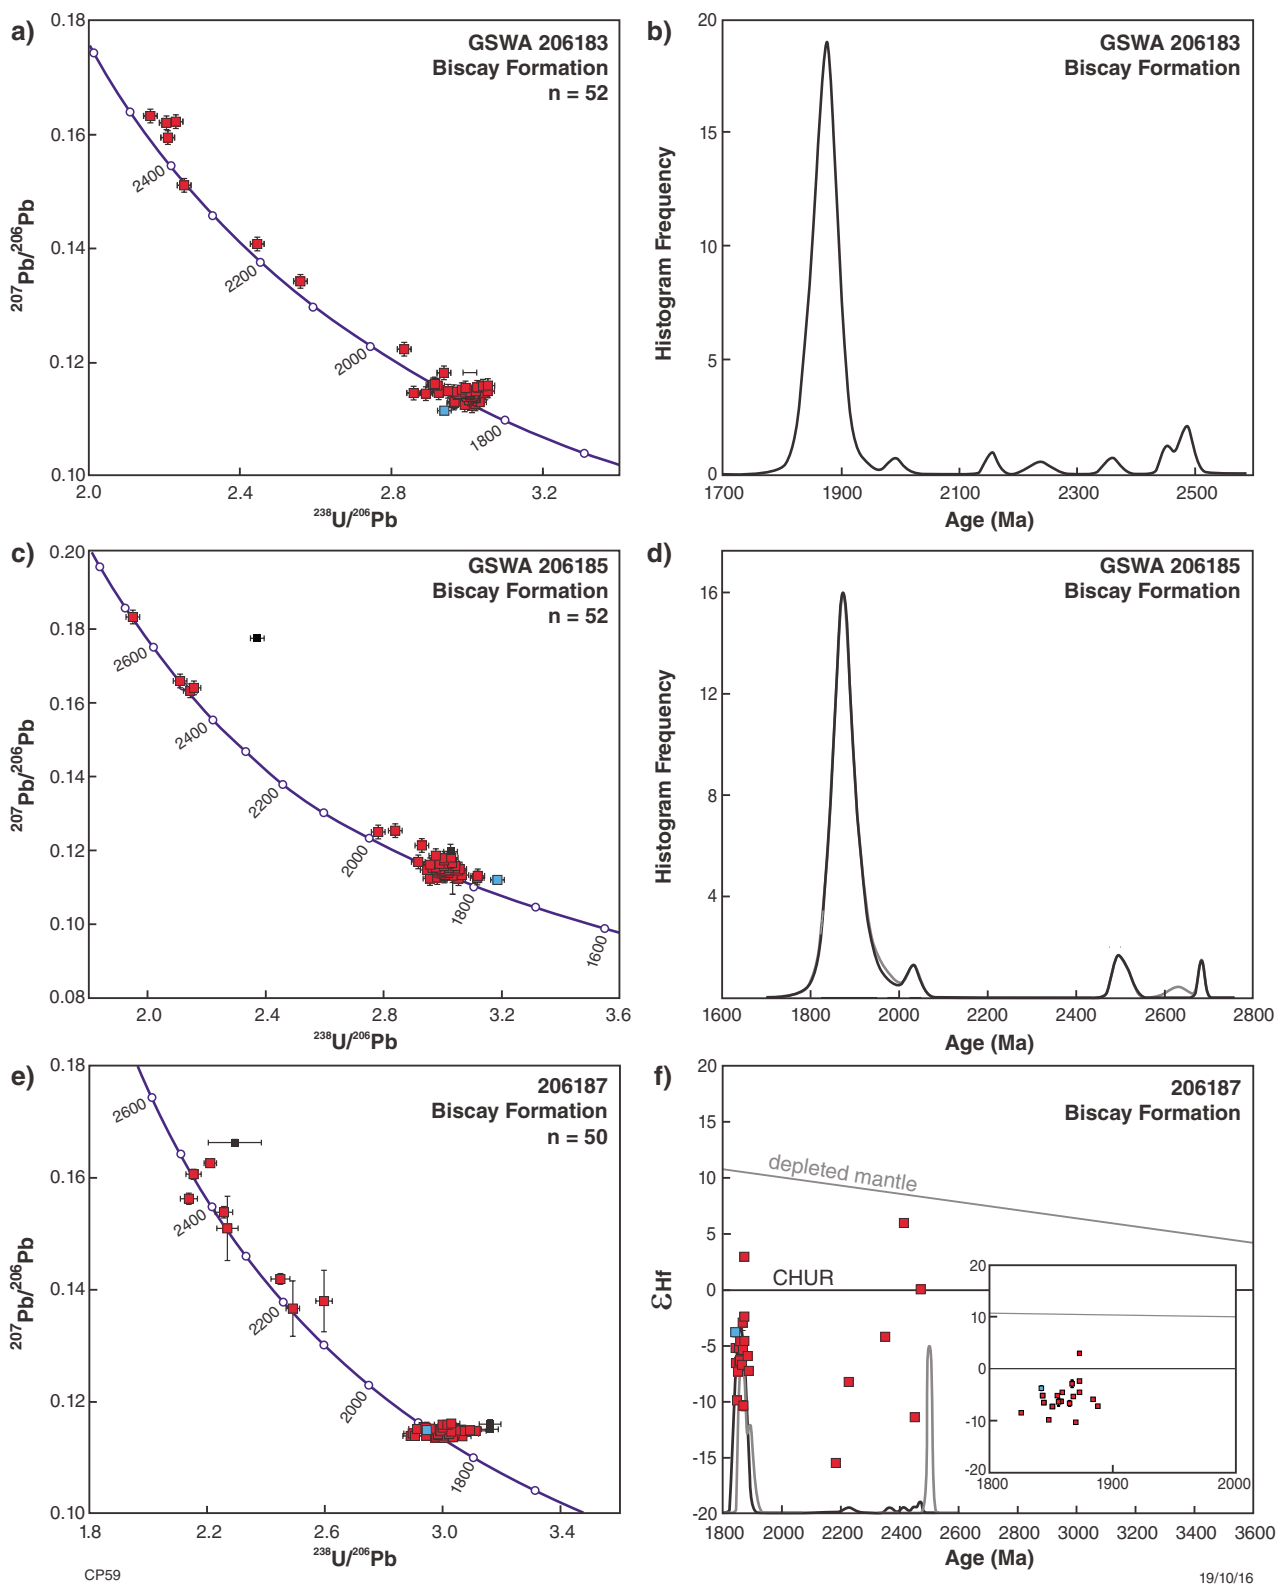 a)
GSWA 206183
Biscay Formation
n = 52
0.18
0.16
0.14
0.12
0.10
207Pb/206Pb
2400
2200
2000
1800
2.0
2.4
2.8
3.2
238U/206Pb
b)
GSWA 206183
Biscay Formation
20
15
10
5
0
Histogram Frequency
1700
1900
2100
2300
2500
Age (Ma)
c)
GSWA 206185
Biscay Formation
n = 52
0.20
0.18
0.16
0.14
0.12
0.10
0.08
207Pb/206Pb
2600
2400
2200
2000
1800
1600
2.0
2.4
2.8
3.2
3.6
238U/206Pb
d)
GSWA 206185
Biscay Formation
16
12
8
4
Histogram Frequency
1600
1800
2000
2200
2400
2600
2800
Age (Ma)
e)
206187
Biscay Formation
n = 50
0.18
0.16
0.14
0.12
0.10
207Pb/206Pb
2600
2400
2200
2000
1800
1.8
2.2
2.6
3.0
3.4
238U/206Pb
f)
206187
Biscay Formation
20
15
10
5
0
-5
-10
-15
-20
εHf
depleted mantle
CHUR
20
10
0
-10
-20
1800
1900
2000
1800
2000
2200
2400
2600
2800
3000
3200
3400
3600
Age (Ma)
CP59
19/10/16